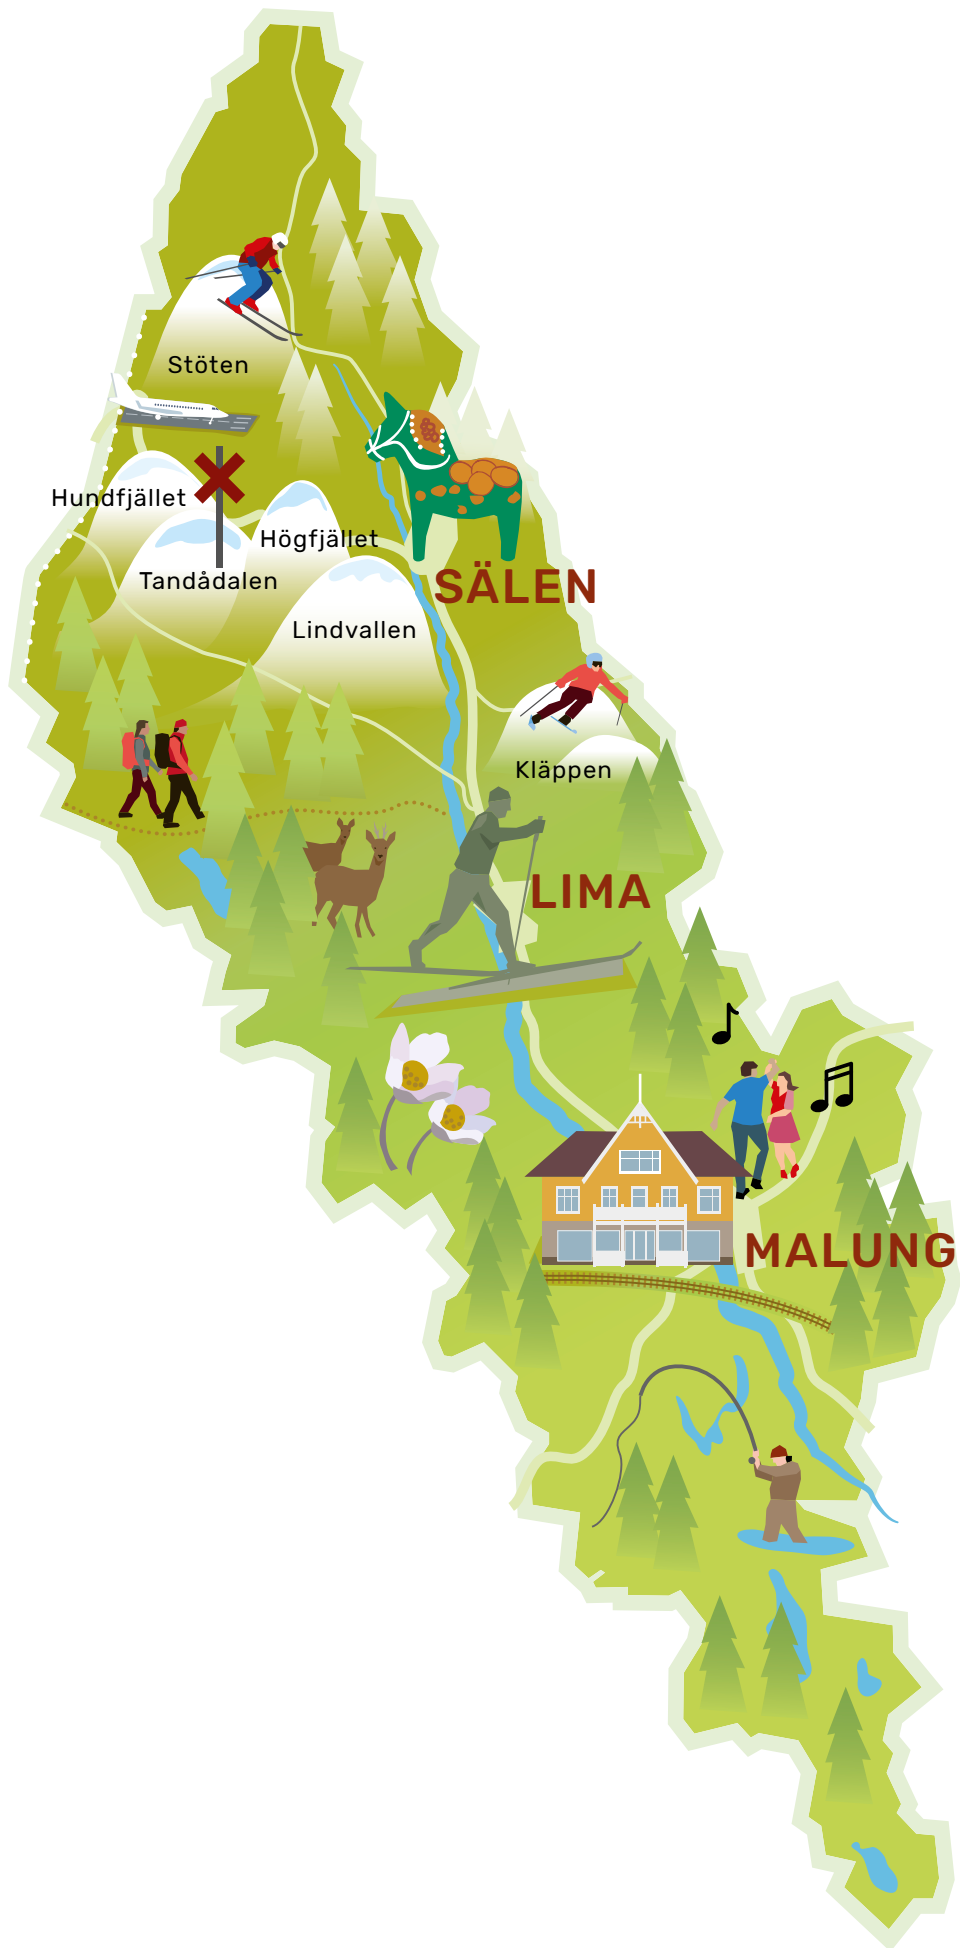 Stöten
Hundfjället
Högfjället
Tandådalen
SÄLEN
Lindvallen
Kläppen
LIMA
MALUNG